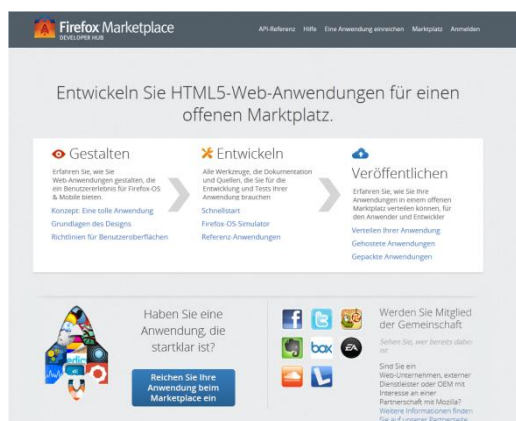 Firefox Marketplace
DEVELOPER HUB
API-Referenz Hilfe Eine Anwendung einreichen Marktplatz Anmelden
Entwickeln Sie HTML5-Web-Anwendungen für einen
offenen Marktplatz.
Gestalten
Erfahren Sie, wie Sie
Web-Anwendungen gestalten, die
ein Benutzererlebnis für Firefox-OS
& Mobile bieten.
Konzept: Eine tolle Anwendung
Grundlagen des Designs
Richtlinien für Benutzeroberflächen
Entwickeln
Alle Werkzeuge, die Dokumentation
und Quellen, die Sie für die
Entwicklung und Tests Ihrer
Anwendung brauchen
Schnellstart
Firefox-OS-Simulator
Referenz-Anwendungen
Veröffentlichen
Erfahren Sie, wie Sie Ihre
Anwendungen in einem offenen
Marktplatz verteilen können, für
den Anwender und Entwickler
Verteilen Ihrer Anwendung
Gehostete Anwendungen
Gepackte Anwendungen
Haben Sie eine
Anwendung, die
startklar ist?
Reichen Sie Ihre
Anwendung beim
Marketplace ein
box
EA
Werden Sie Mitglied
der Gemeinschaft
Sehen Sie, wer bereits dabei
ist
Sind Sie ein
Web-Unternehmen, externer
Dienstleister oder OEM mit
Interesse an einer
Partnerschaft mit Mozilla?
Weitere Informationen finden
Sie auf unserer Partnerseite